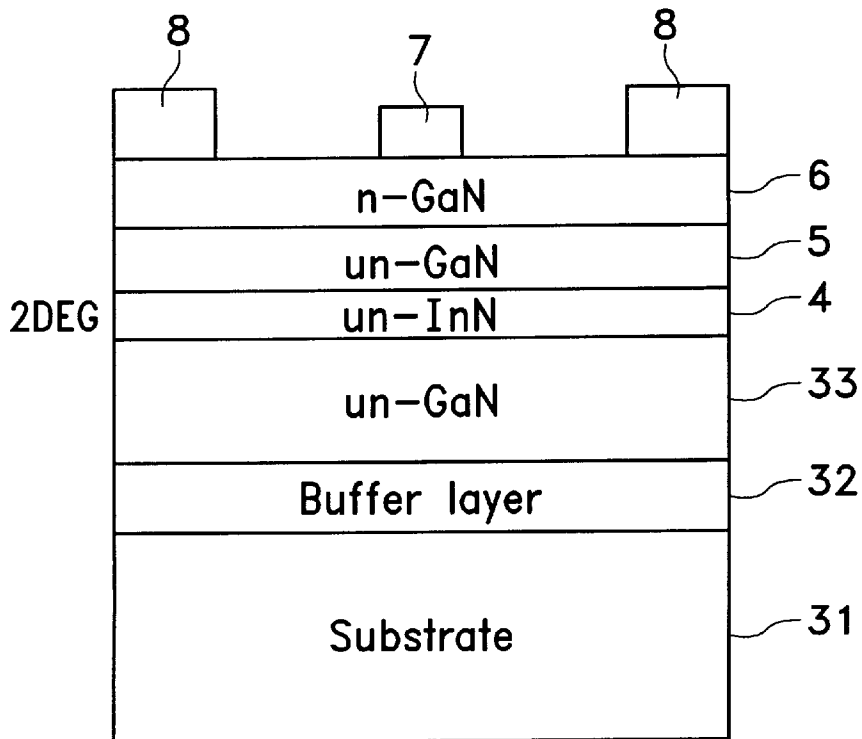 8
7
8
n-GaN
6
un-GaN
5
2DEG
un-InN
4
un-GaN
33
Buffer layer
32
Substrate
31